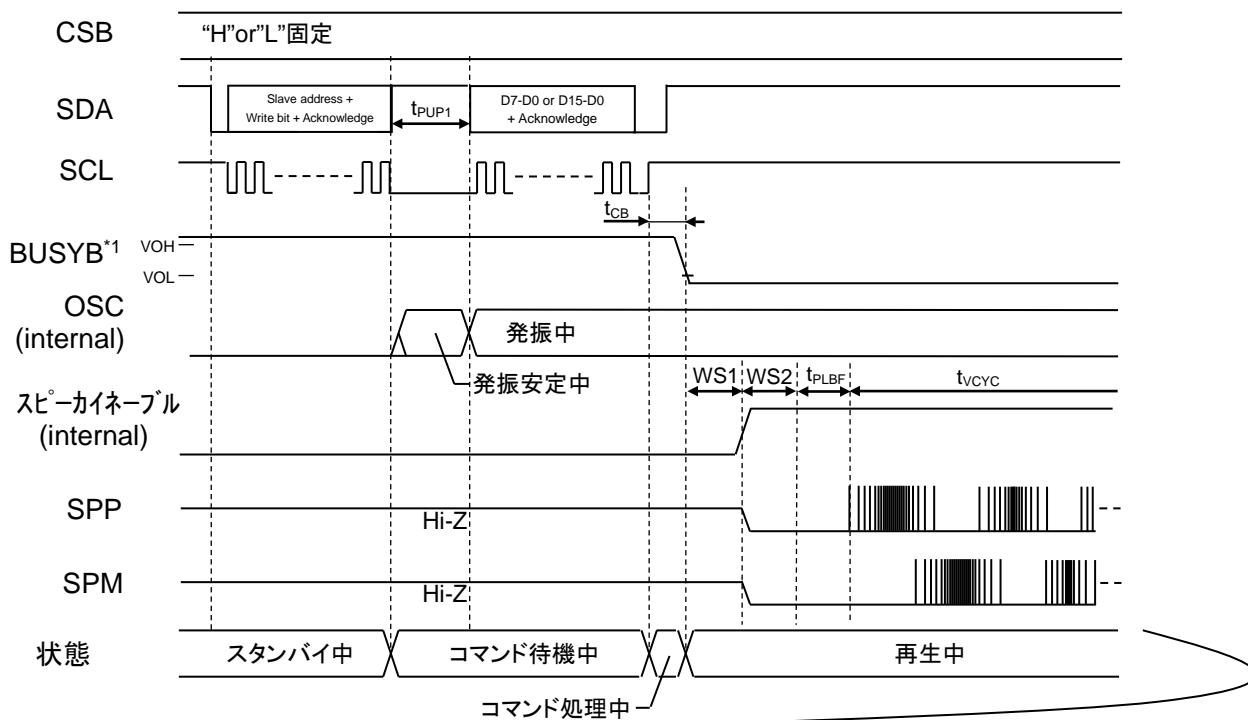 CSB
“H”or”L”固定
SDA
Slave address +
Write bit + Acknowledge
tPUP1
D7-D0 or D15-D0
+ Acknowledge
SCL
tCB
BUSYB*1
VOH
VOL
OSC
(internal)
発振中
発振安定中
WS1
WS2
tPLBF
tVCYC
スピーカイネーブル
(internal)
SPP
Hi-Z
SPM
Hi-Z
状態
スタンバイ中
コマンド待機中
再生中
コマンド処理中